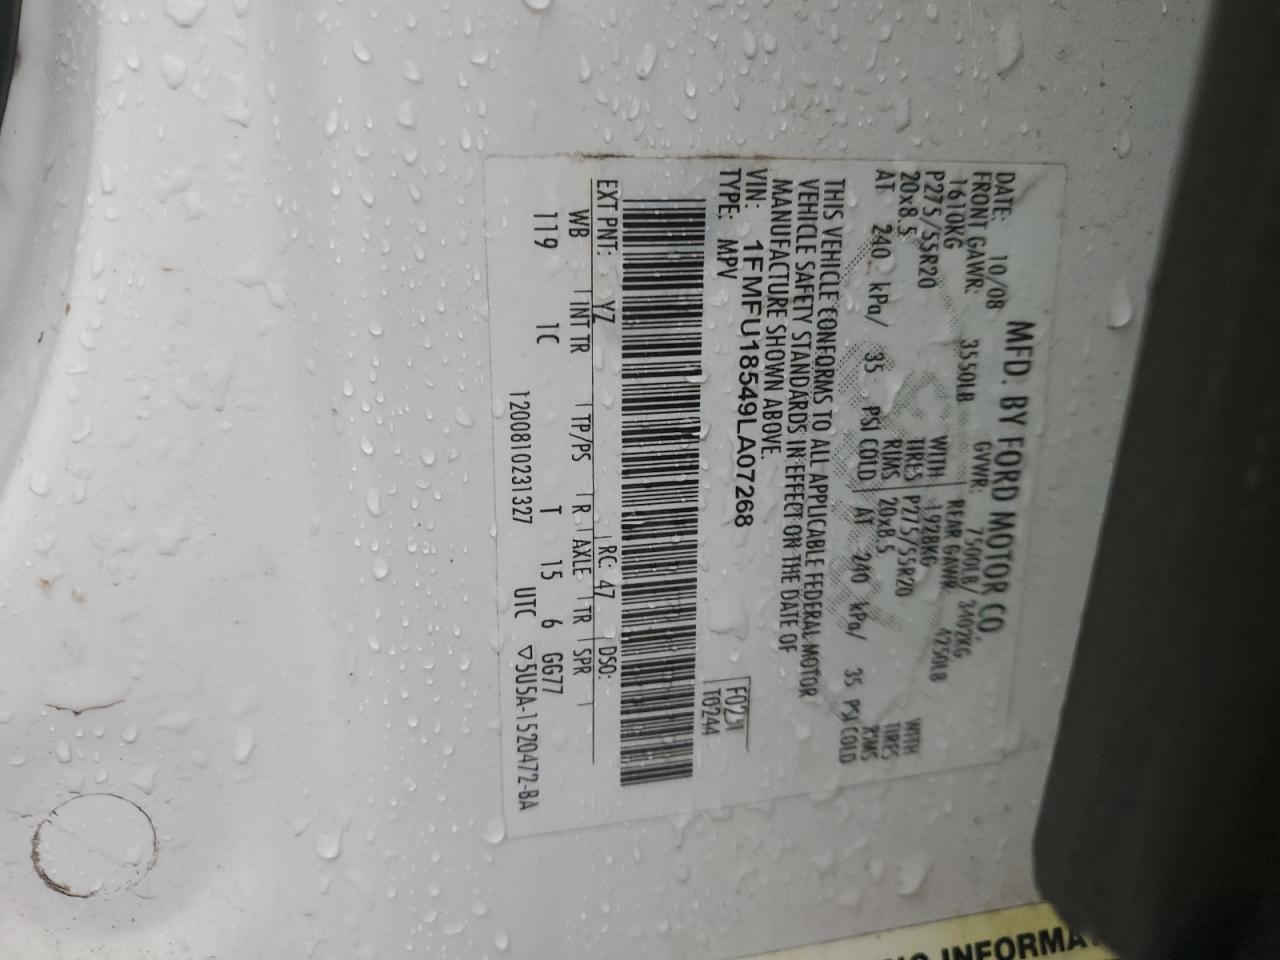 MFD. BY FORD MOTOR CO.
DATE: 10/08 GVWR: 7500LB/ 3402KG
FRONT GAWR: 3550LB REAR GAWR: 4250LB
1610KG WITH 1928KG WITH
P275/55R20 TIRES P275/55R20 TIRES
20x8.5 RIMS 20x8.5 RIMS
AT 240 kPa/ 35 PSI COLD AT 240 kPa/ 35 PSI COLD
THIS VEHICLE CONFORMS TO ALL APPLICABLE FEDERAL MOTOR
VEHICLE SAFETY STANDARDS IN EFFECT ON THE DATE OF
MANUFACTURE SHOWN ABOVE.
VIN: 1FMFU18549LA07268
TYPE: MPV
F0231
T0244
EXT PNT: YZ RC: 47 DSO:
WB INT TR TP/PS R AXLE TR SPR
119 1C T 15 6 GG77
1200810231327 UTC ▽5U5A-1520472-BA
INFORMA